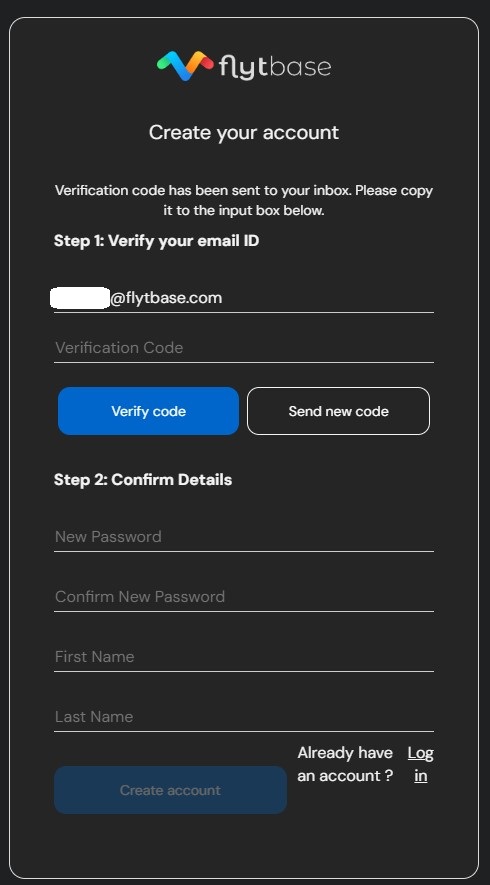 flytbase
Create your account
Verification code has been sent to your inbox. Please copy
it to the input box below.
Step 1: Verify your email ID
@flytbase.com
Verification Code
Verify code
Send new code
Step 2: Confirm Details
New Password
Confirm New Password
First Name
Last Name
Already have
an account ?
Log
in
Create account